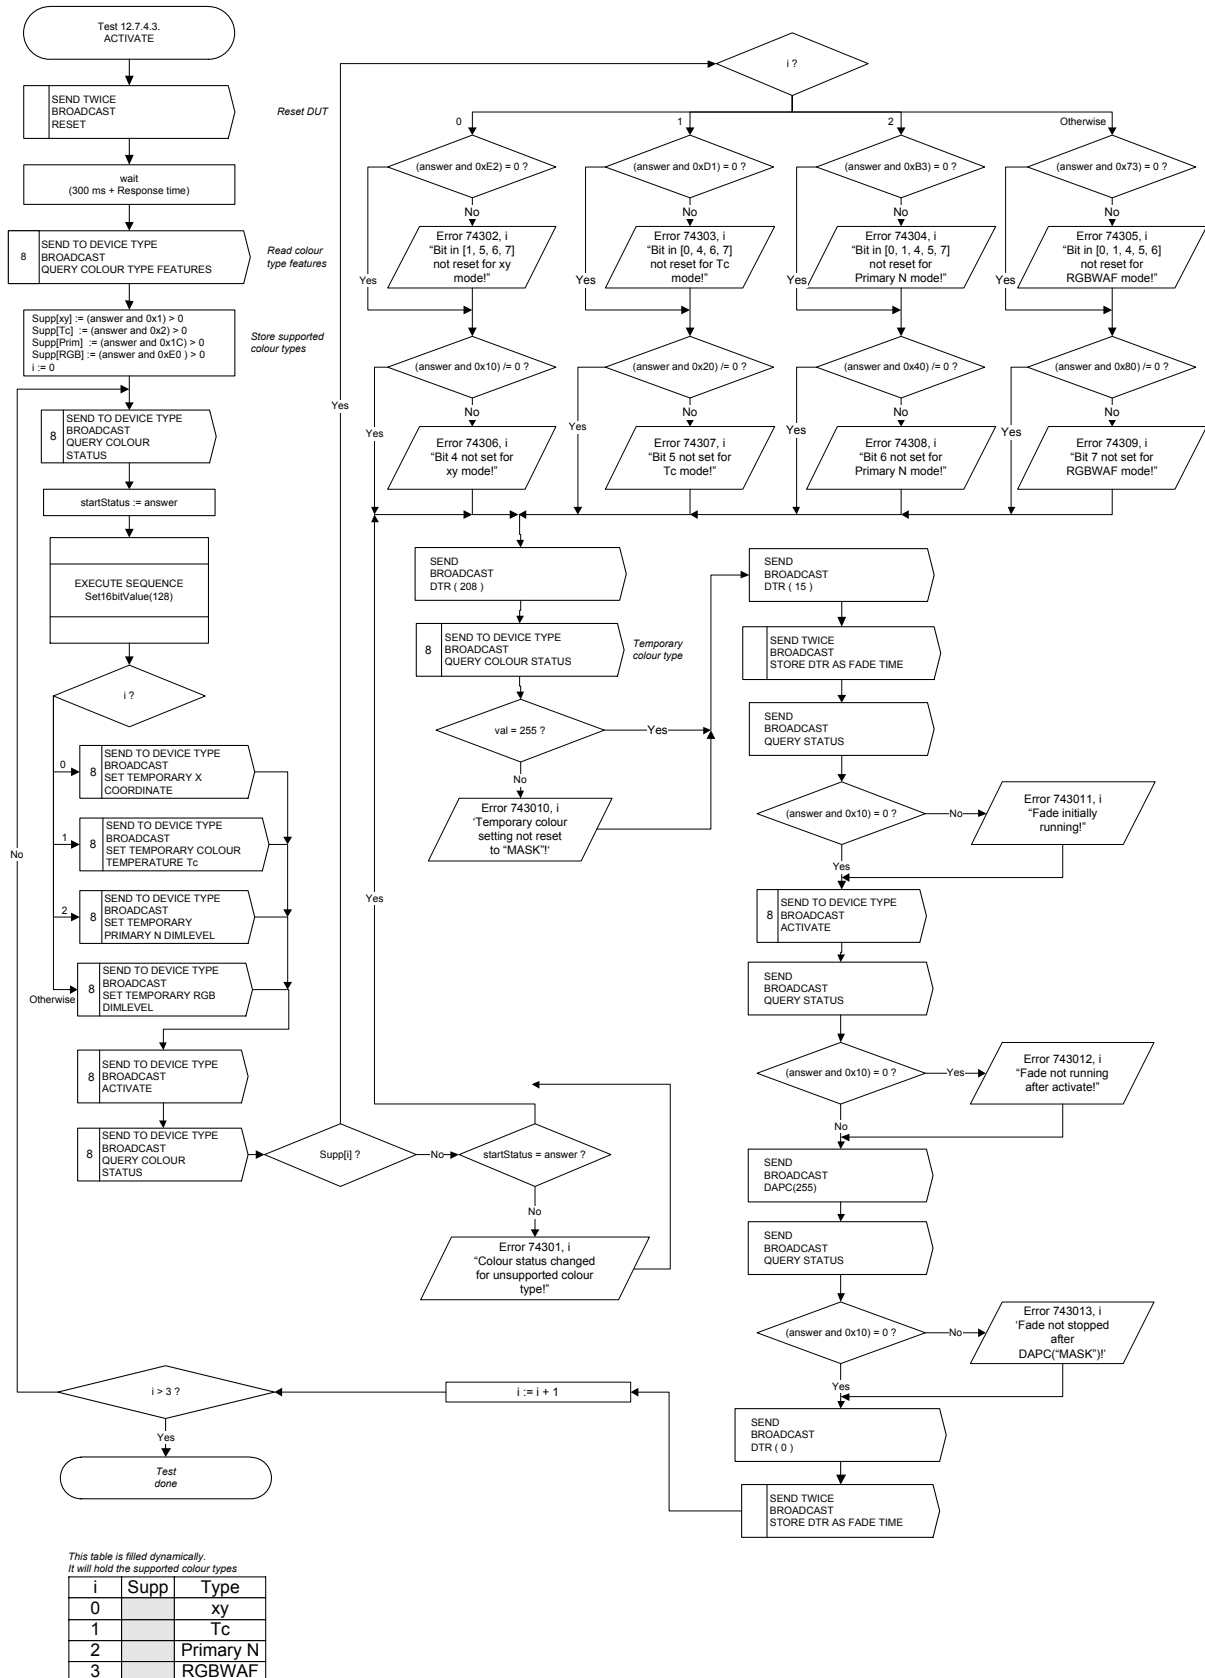 Test 12.7.4.3.
ACTIVATE
SEND TWICE
BROADCAST
RESET
Reset DUT
wait
(300 ms + Response time)
8
SEND TO DEVICE TYPE
BROADCAST
QUERY COLOUR TYPE FEATURES
Read colour
type features
Supp[xy] := (answer and 0x1) > 0
Supp[Tc] := (answer and 0x2) > 0
Supp[Prim] := (answer and 0x1C) > 0
Supp[RGB] := (answer and 0xE0 ) > 0
i := 0
Store supported
colour types
8
SEND TO DEVICE TYPE
BROADCAST
QUERY COLOUR
STATUS
startStatus := answer
EXECUTE SEQUENCE
Set16bitValue(128)
i ?
0
8
SEND TO DEVICE TYPE
BROADCAST
SET TEMPORARY X
COORDINATE
1
8
SEND TO DEVICE TYPE
BROADCAST
SET TEMPORARY COLOUR
TEMPERATURE Tc
2
8
SEND TO DEVICE TYPE
BROADCAST
SET TEMPORARY
PRIMARY N DIMLEVEL
Otherwise
8
SEND TO DEVICE TYPE
BROADCAST
SET TEMPORARY RGB
DIMLEVEL
8
SEND TO DEVICE TYPE
BROADCAST
ACTIVATE
8
SEND TO DEVICE TYPE
BROADCAST
QUERY COLOUR
STATUS
Supp[i] ?
No
Yes
startStatus = answer ?
Yes
No
Error 74301, i
“Colour status changed
for unsupported colour
type!”
i ?
0
1
2
Otherwise
(answer and 0xE2) = 0 ?
(answer and 0xD1) = 0 ?
(answer and 0xB3) = 0 ?
(answer and 0x73) = 0 ?
No
No
No
No
Error 74302, i
“Bit in [1, 5, 6, 7]
not reset for xy
mode!”
Error 74303, i
“Bit in [0, 4, 6, 7]
not reset for Tc
mode!”
Error 74304, i
“Bit in [0, 1, 4, 5, 7]
not reset for
Primary N mode!”
Error 74305, i
“Bit in [0, 1, 4, 5, 6]
not reset for
RGBWAF mode!”
Yes
Yes
Yes
Yes
(answer and 0x10) /= 0 ?
(answer and 0x20) /= 0 ?
(answer and 0x40) /= 0 ?
(answer and 0x80) /= 0 ?
No
No
No
No
Yes
Yes
Yes
Yes
Error 74306, i
“Bit 4 not set for
xy mode!”
Error 74307, i
“Bit 5 not set for
Tc mode!”
Error 74308, i
“Bit 6 not set for
Primary N mode!”
Error 74309, i
“Bit 7 not set for
RGBWAF mode!”
SEND
BROADCAST
DTR ( 208 )
8
SEND TO DEVICE TYPE
BROADCAST
QUERY COLOUR STATUS
Temporary
colour type
val = 255 ?
Yes
No
Error 743010, i
‘Temporary colour
setting not reset
to “MASK”!’
SEND
BROADCAST
DTR ( 15 )
SEND TWICE
BROADCAST
STORE DTR AS FADE TIME
SEND
BROADCAST
QUERY STATUS
(answer and 0x10) = 0 ?
No
Error 743011, i
“Fade initially
running!”
Yes
8
SEND TO DEVICE TYPE
BROADCAST
ACTIVATE
SEND
BROADCAST
QUERY STATUS
(answer and 0x10) = 0 ?
Yes
Error 743012, i
“Fade not running
after activate!”
No
SEND
BROADCAST
DAPC(255)
SEND
BROADCAST
QUERY STATUS
(answer and 0x10) = 0 ?
No
Error 743013, i
‘Fade not stopped
after
DAPC(“MASK”)!’
Yes
SEND
BROADCAST
DTR ( 0 )
SEND TWICE
BROADCAST
STORE DTR AS FADE TIME
i := i + 1
i > 3 ?
No
Yes
Test
done
This table is filled dynamically.
It will hold the supported colour types
i Supp Type
0 xy
1 Tc
2 Primary N
3 RGBWAF